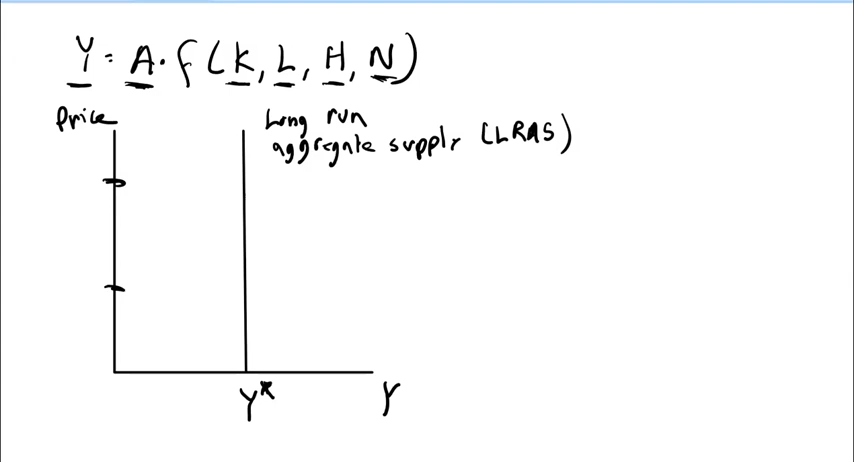 Y = A · f (K, L, H, N)
Price
Long run
aggregate supply (LRAS)
Y*
Y